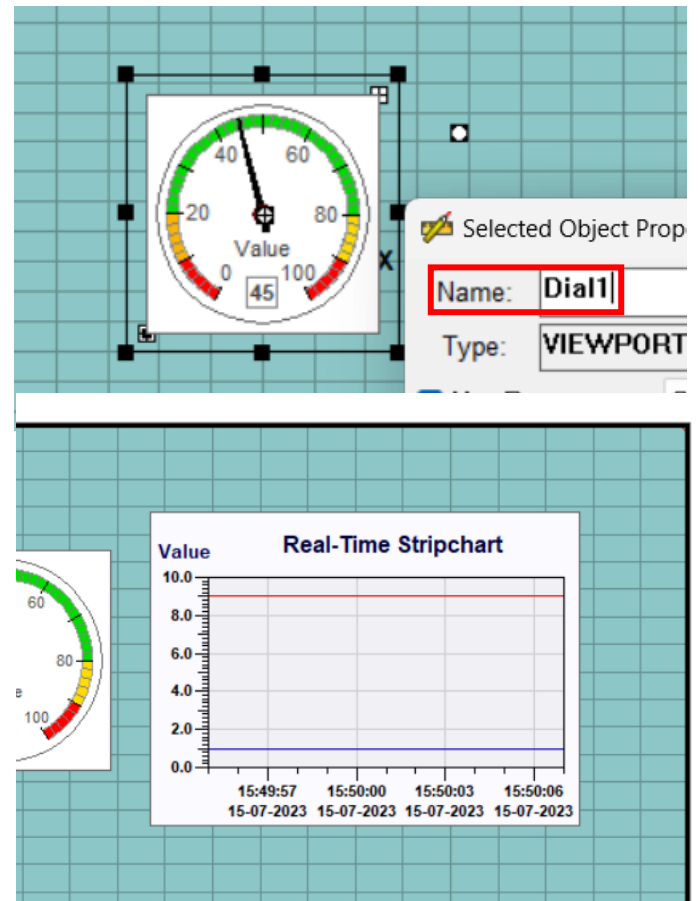 40 60
20 80
Value
0 100
45
X
Selected Object Prop
Name: Dial1
Type: VIEWPORT
Value Real-Time Stripchart
10.0
8.0
6.0
4.0
2.0
0.0
60
80
e
100
15:49:57 15:50:00 15:50:03 15:50:06
15-07-2023 15-07-2023 15-07-2023 15-07-2023